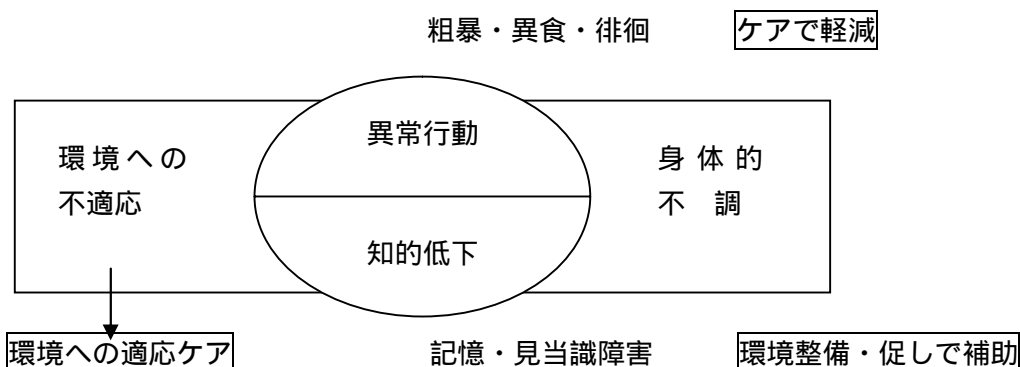 粗暴・異食・徘徊 ケアで軽減
異常行動
環境への
不適応
身体的
不調
知的低下
環境への適応ケア 記憶・見当識障害 環境整備・促しで補助